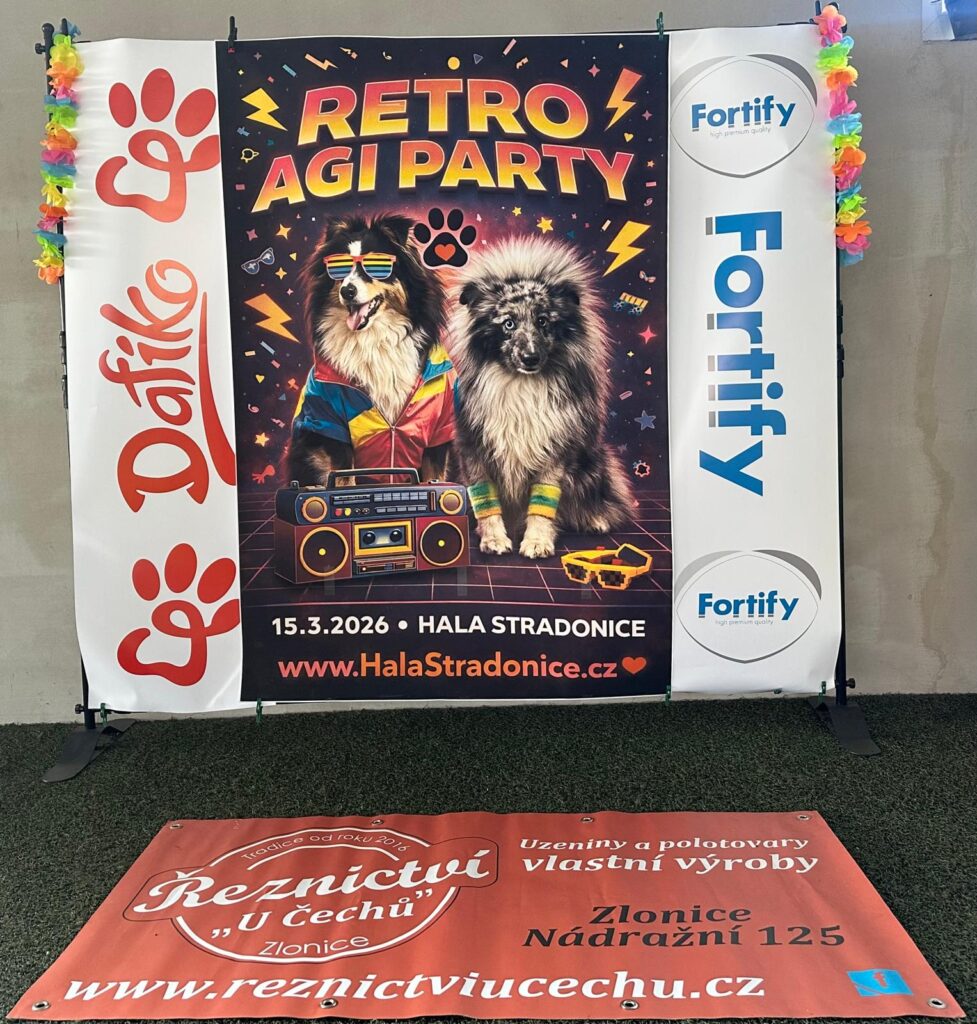 Dafiko
RETRO
AGI PARTY
15.3.2026 • HALA STRADONICE
www.HalaStradonice.cz
Fortify
high premium quality
Fortify
Fortify
high premium quality
Tradice od roku 2016
Řeznictví
„U Čechů”
Zlonice
Uzeniny a polotovary
vlastní výroby
Zlonice
Nádražní 125
www.reznictviucechu.cz
f